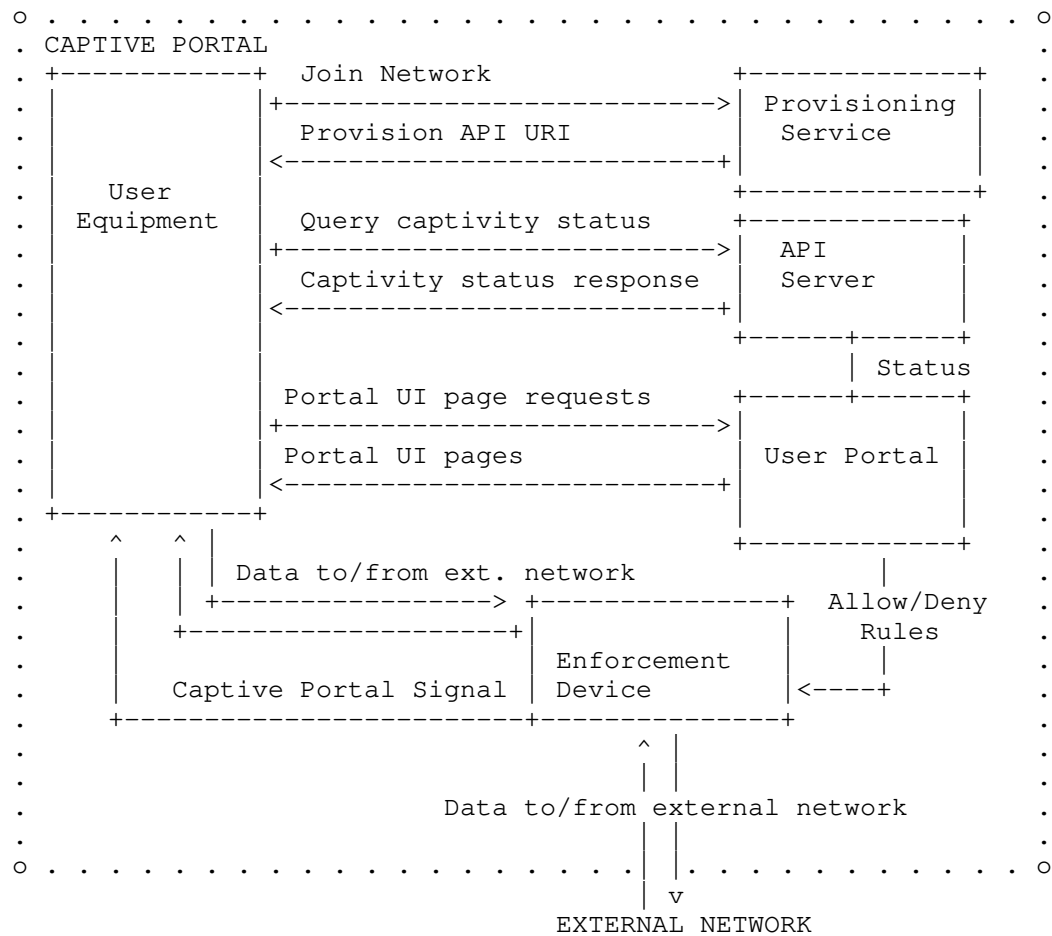 CAPTIVE PORTAL
Join Network
Provisioning
Provision API URI
Service
User
Equipment
Query captivity status
API
Captivity status response
Server
Status
Portal UI page requests
Portal UI pages
User Portal
Data to/from ext. network
Allow/Deny
Rules
Enforcement
Captive Portal Signal
Device
Data to/from external network
EXTERNAL NETWORK